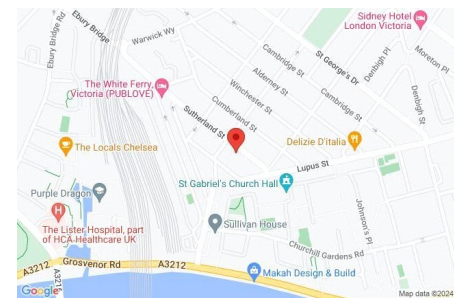 Sidney Hotel
London Victoria
Ebury Bridge Rd
Ebury Bridge
Warwick Wy
Cambridge St
St George's Dr
Moreton Pl
Denbigh Pl
Alderney St
The White Ferry,
Victoria (PUBLOVE)
Winchester St
Cambridge St
Denbigh St
Cumberland St
Sutherland St
Delizie D'italia
The Locals Chelsea
Lupus St
St Gabriel's Church Hall
Purple Dragon
Johnson's Pl
The Lister Hospital, part
of HCA Healthcare UK
Sullivan House
Churchill Gardens Rd
A3212
Grosvenor Rd
A3212
A3216
Makah Design & Build
Google
Map data ©2024